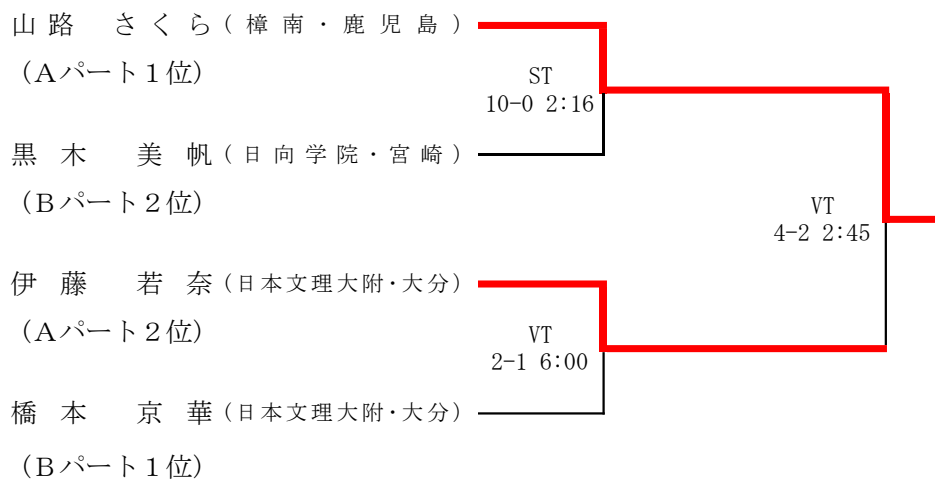 山路 さくら(樟南・鹿児島)
(Aパート1位)
ST
10-0 2:16
黒木 美帆(日向学院・宮崎)
(Bパート2位)
VT
4-2 2:45
伊藤 若奈(日本文理大附・大分)
(Aパート2位)
VT
2-1 6:00
橋本 京華(日本文理大附・大分)
(Bパート1位)